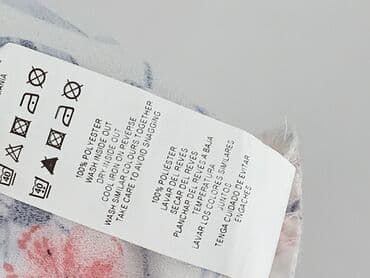 100% POLYESTER
WASH INSIDE OUT
DRY INSIDE OUT
COOL IRON ON REVERSE
WASH SIMILAR COLOURS TOGETHER
TAKE CARE TO AVOID SNAGGING
100% POLIESTER
LAVAR DEL REVÉS
SECAR DEL REVÉS
PLANCHAR DEL REVÉS A BAJA
TEMPERATURA
LAVAR LOS COLORES SIMILARES
JUNTOS
TENGA CUIDADO DE EVITAR
ENGANCHES